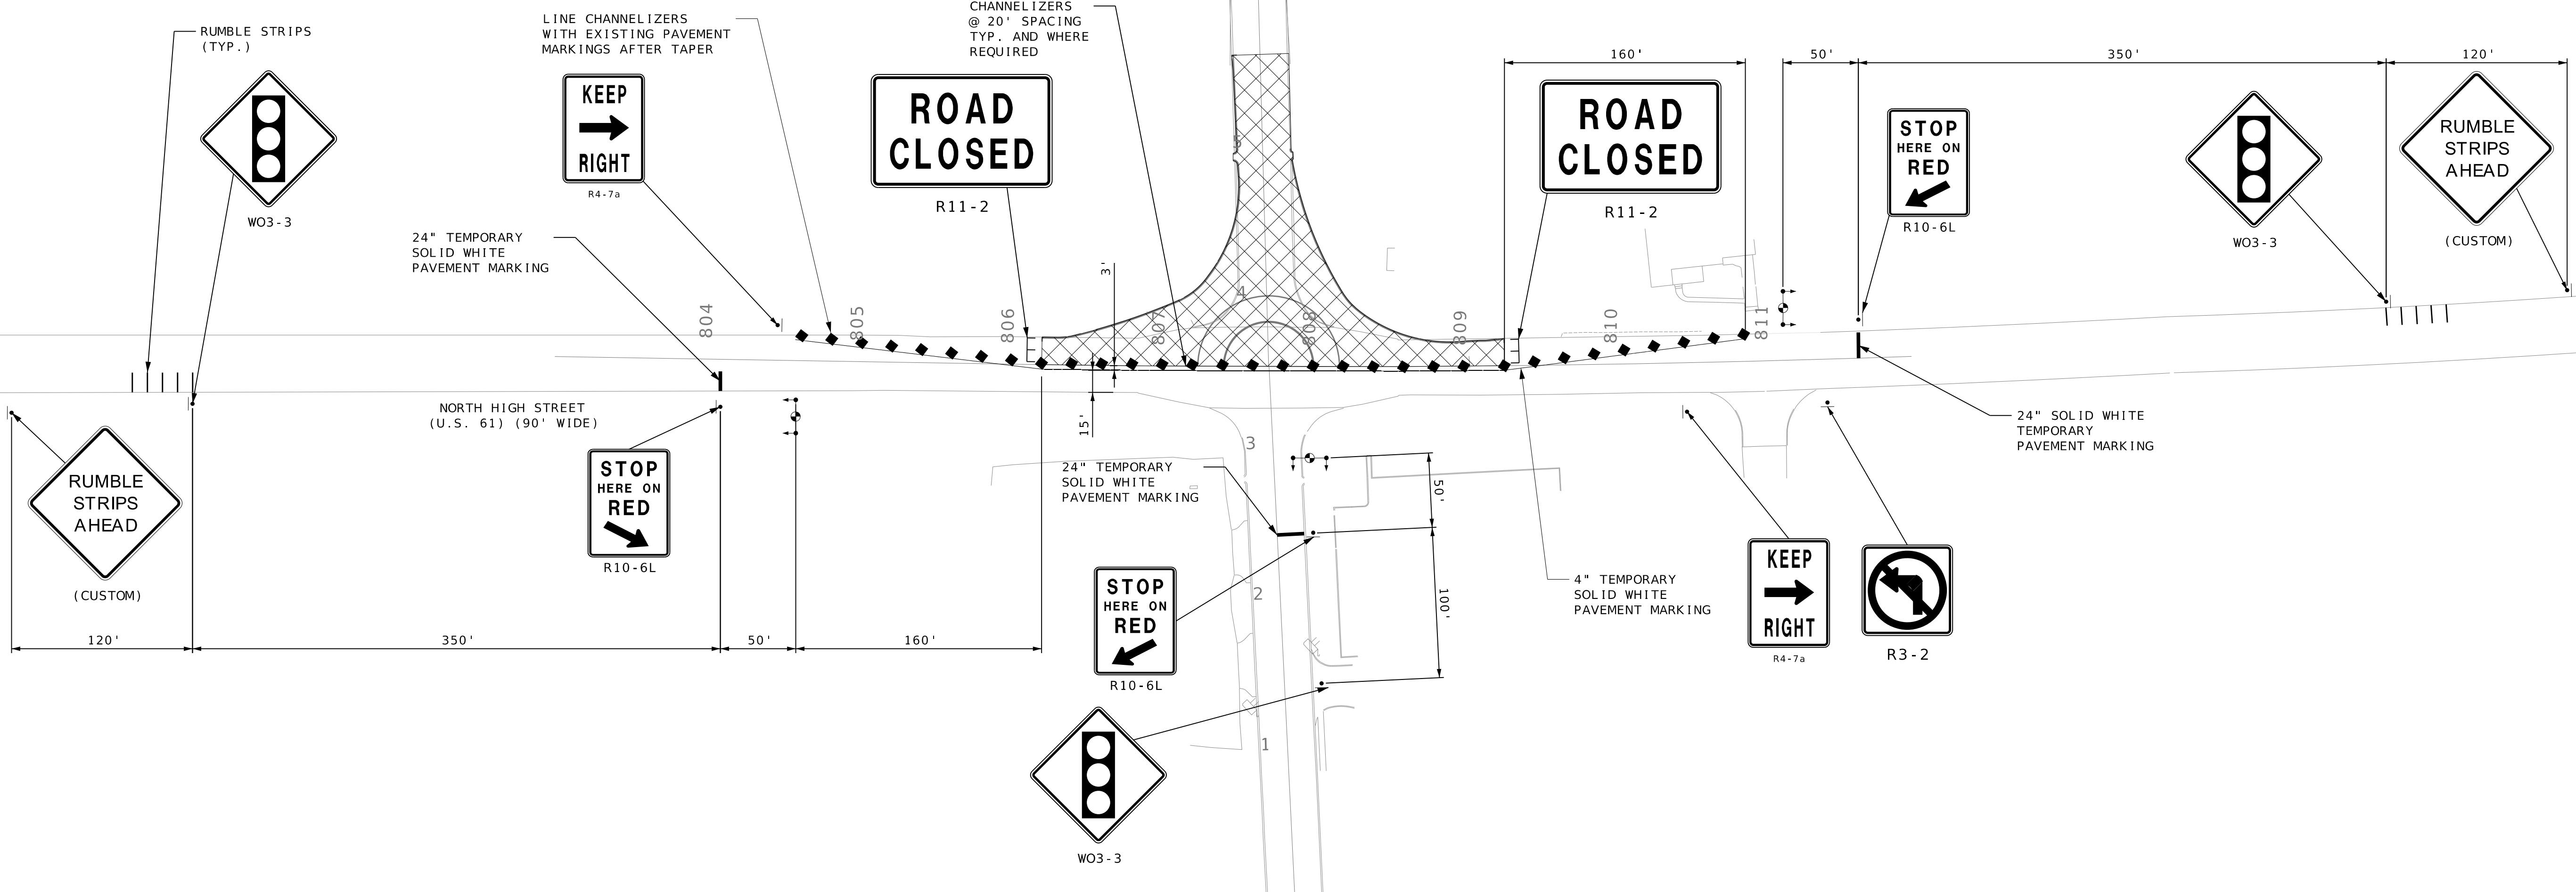 RUMBLE STRIPS
(TYP.)
WO3-3
LINE CHANNELIZERS
WITH EXISTING PAVEMENT
MARKINGS AFTER TAPER
KEEP
RIGHT
R4-7a
24" TEMPORARY
SOLID WHITE
PAVEMENT MARKING
CHANNELIZERS
@ 20' SPACING
TYP. AND WHERE
REQUIRED
ROAD
CLOSED
R11-2
160'
50'
350'
120'
ROAD
CLOSED
R11-2
STOP
HERE ON
RED
R10-6L
WO3-3
RUMBLE
STRIPS
AHEAD
(CUSTOM)
804
805
806
807
808
809
810
811
5
4
3
2
1
3'
15'
NORTH HIGH STREET
(U.S. 61) (90' WIDE)
RUMBLE
STRIPS
AHEAD
(CUSTOM)
STOP
HERE ON
RED
R10-6L
120'
350'
50'
160'
24" TEMPORARY
SOLID WHITE
PAVEMENT MARKING
50'
100'
STOP
HERE ON
RED
R10-6L
WO3-3
4" TEMPORARY
SOLID WHITE
PAVEMENT MARKING
KEEP
RIGHT
R4-7a
R3-2
24" SOLID WHITE
TEMPORARY
PAVEMENT MARKING